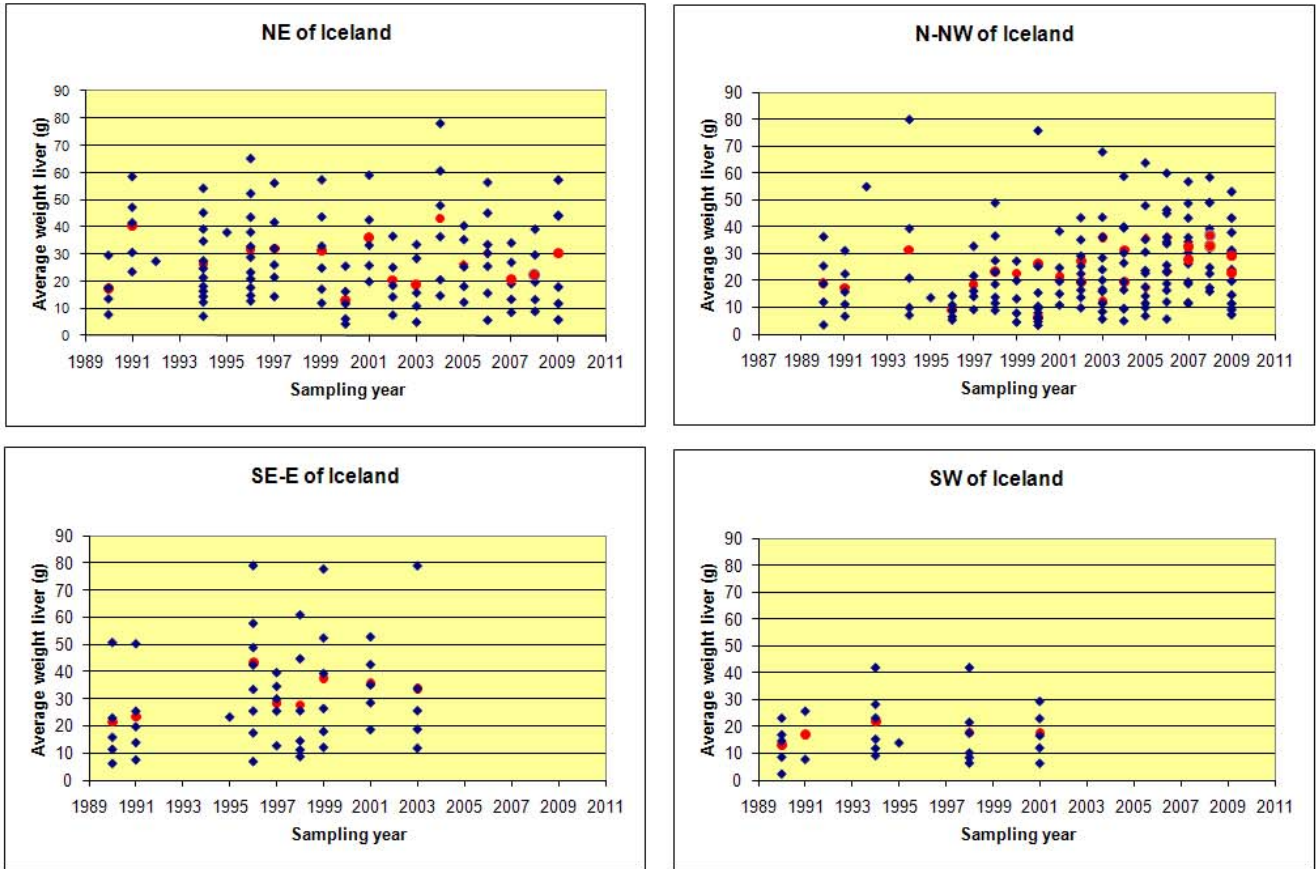 NE of Iceland
Average weight liver (g)
90
80
70
60
50
40
30
20
10
0
1989 1991 1993 1995 1997 1999 2001 2003 2005 2007 2009 2011
Sampling year
N-NW of Iceland
Average weight liver (g)
90
80
70
60
50
40
30
20
10
0
1987 1989 1991 1993 1995 1997 1999 2001 2003 2005 2007 2009 2011
Sampling year
SE-E of Iceland
Average weight liver (g)
90
80
70
60
50
40
30
20
10
0
1989 1991 1993 1995 1997 1999 2001 2003 2005 2007 2009 2011
Sampling year
SW of Iceland
Average weight liver (g)
90
80
70
60
50
40
30
20
10
0
1989 1991 1993 1995 1997 1999 2001 2003 2005 2007 2009 2011
Sampling year